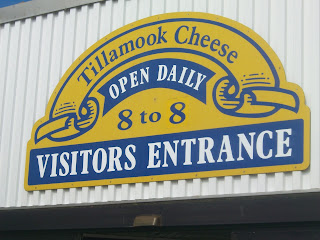 Tillamook Cheese
OPEN DAILY
8 to 8
VISITORS ENTRANCE